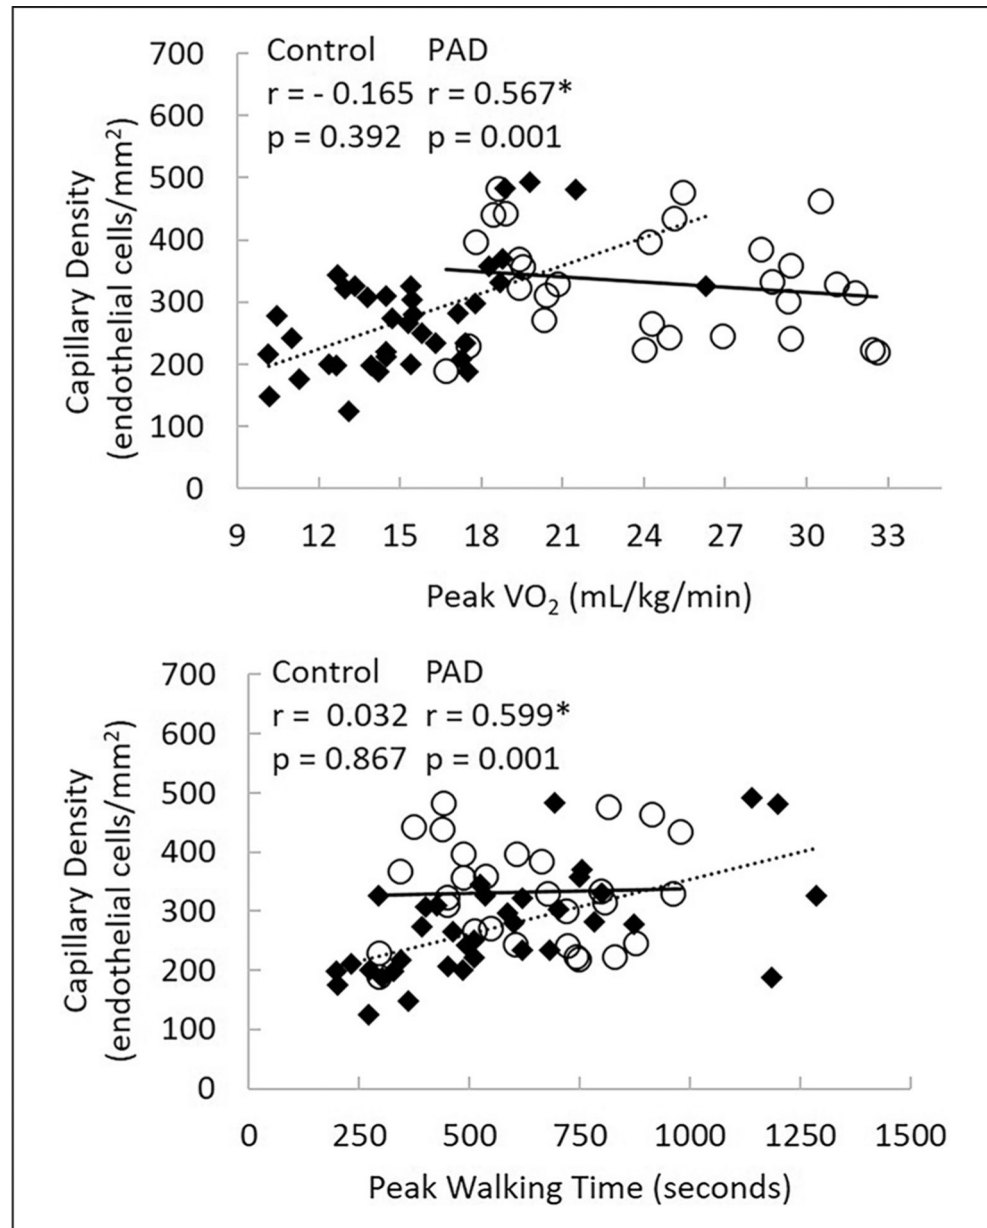 700
600
500
400
300
200
100
0
Control PAD
r = - 0.165 r = 0.567*
p = 0.392 p = 0.001
Capillary Density
(endothelial cells/mm²)
9 12 15 18 21 24 27 30 33
Peak VO₂ (mL/kg/min)
700
600
500
400
300
200
100
0
Control PAD
r = 0.032 r = 0.599*
p = 0.867 p = 0.001
Capillary Density
(endothelial cells/mm²)
0 250 500 750 1000 1250 1500
Peak Walking Time (seconds)